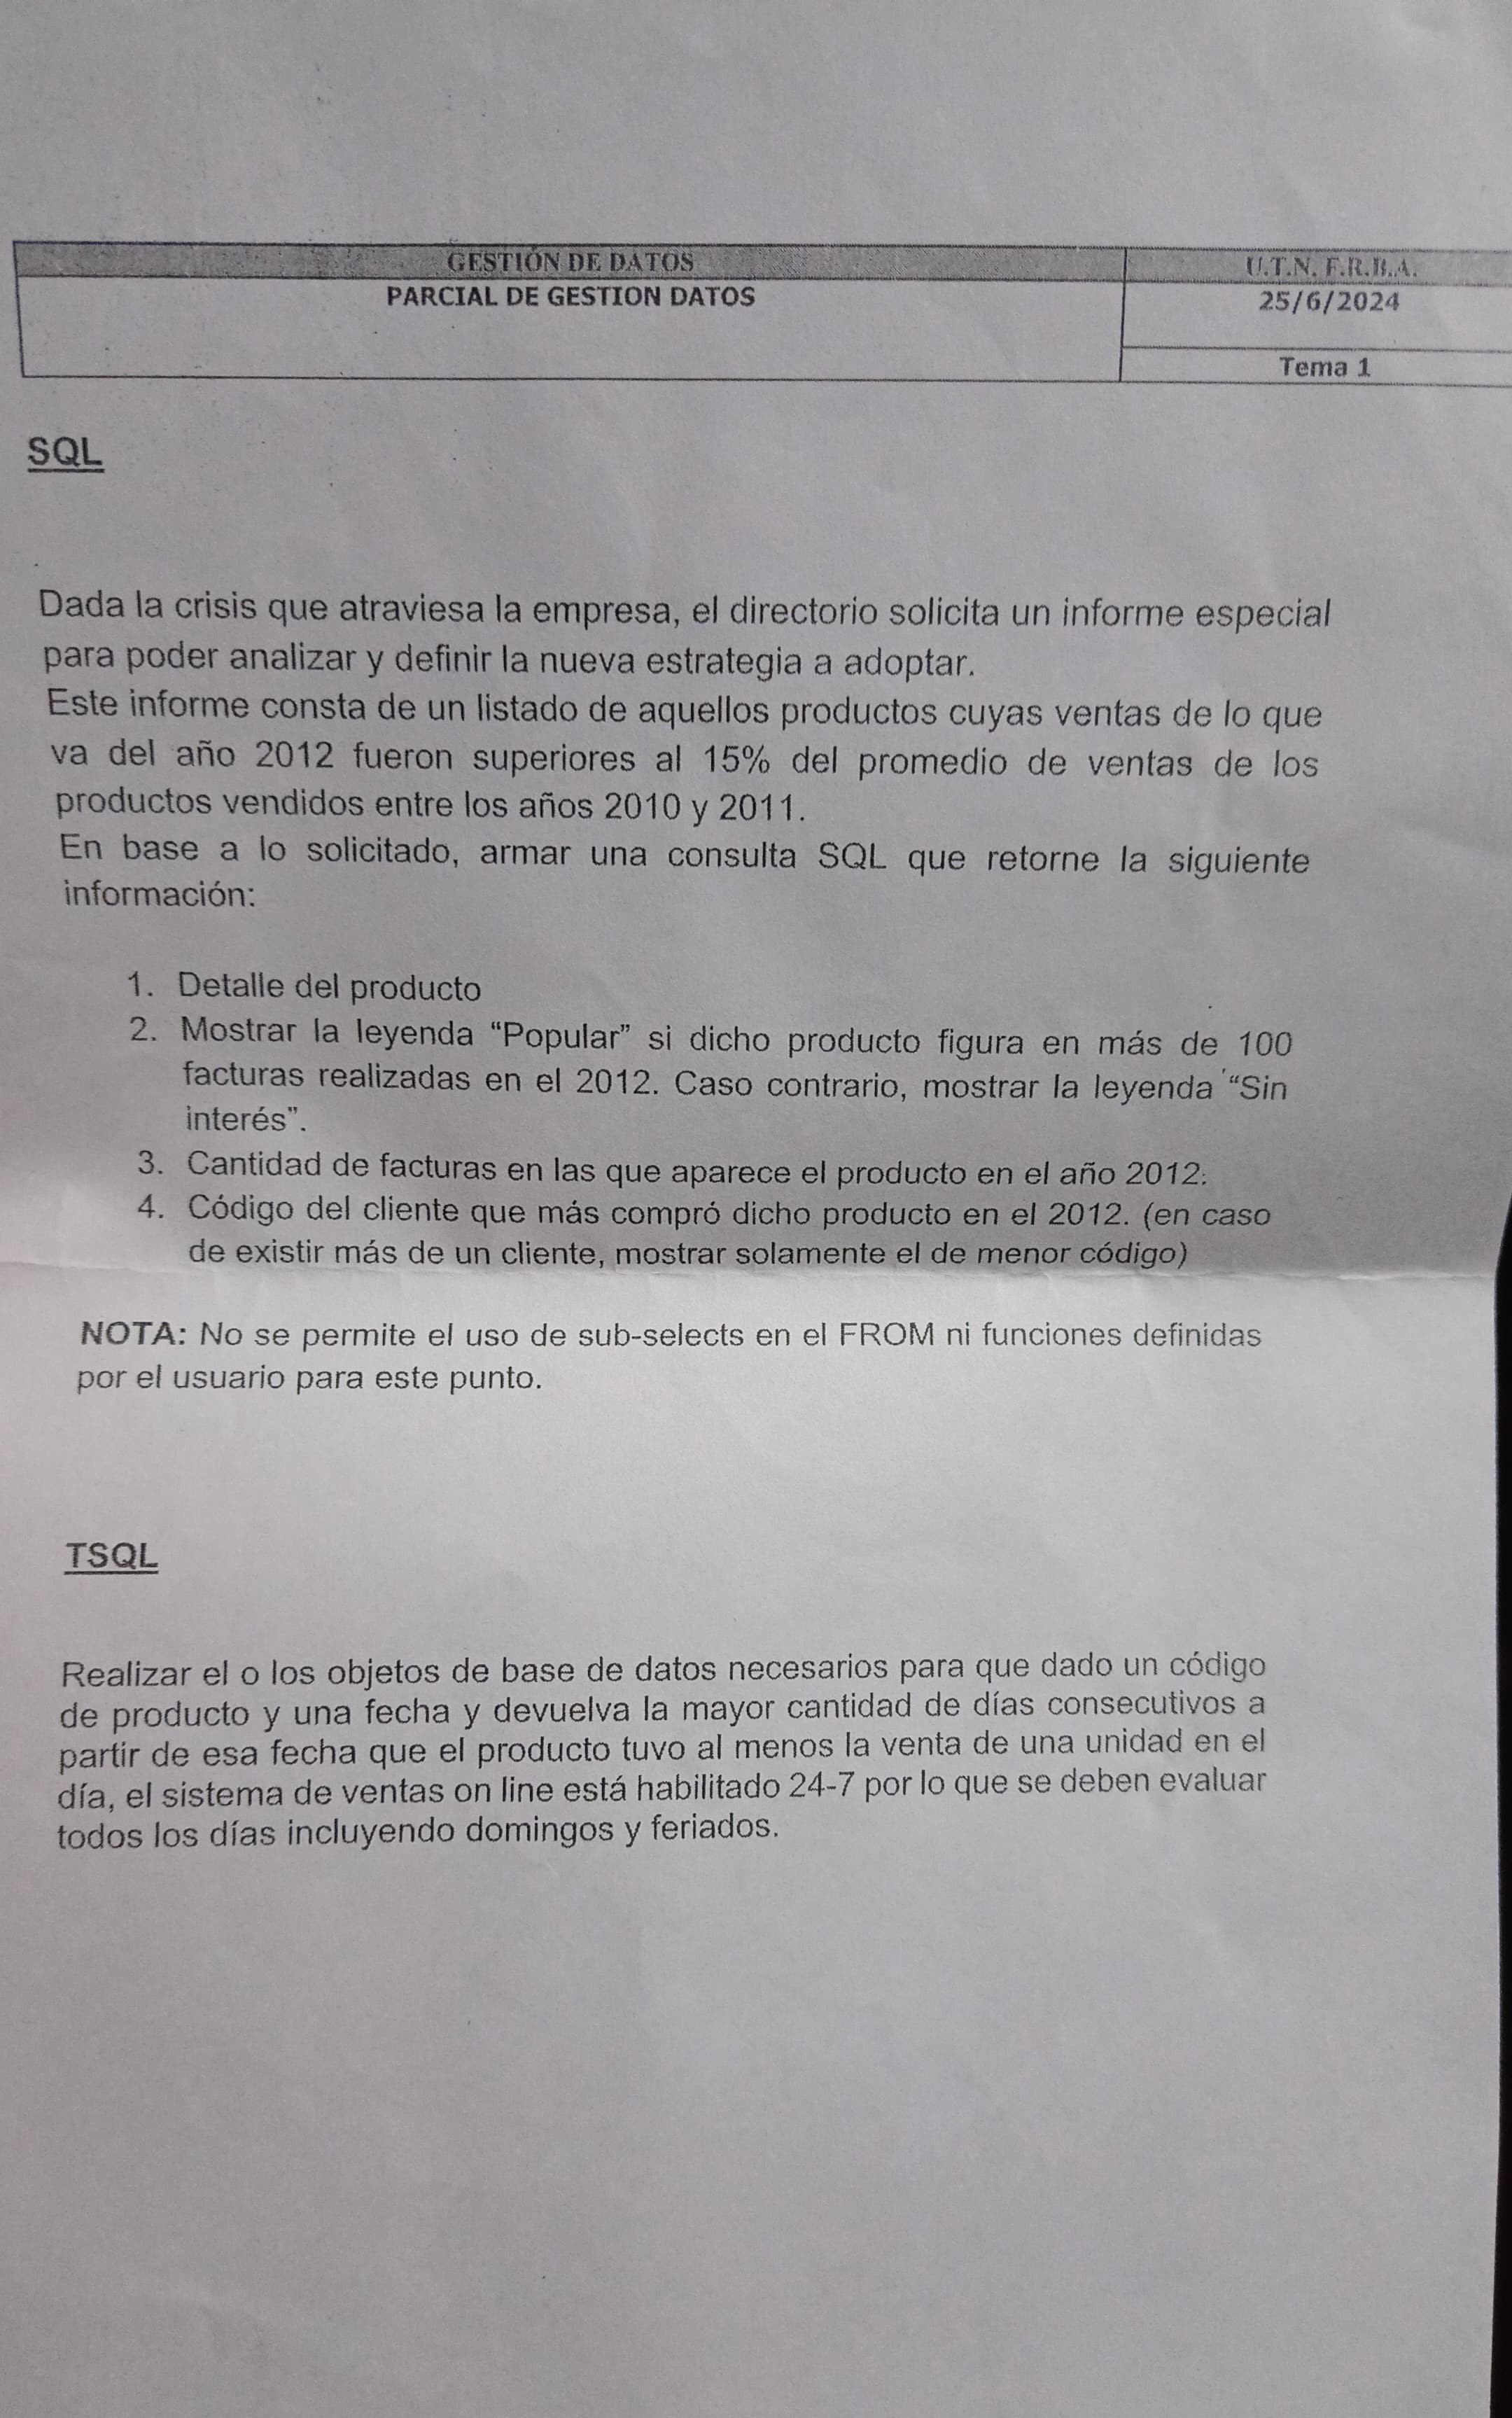 GESTIÓN DE DATOS
U.T.N. F.R.B.A.
PARCIAL DE GESTION DATOS
25/6/2024
Tema 1
SQL
Dada la crisis que atraviesa la empresa, el directorio solicita un informe especial
para poder analizar y definir la nueva estrategia a adoptar.
Este informe consta de un listado de aquellos productos cuyas ventas de lo que
va del año 2012 fueron superiores al 15% del promedio de ventas de los
productos vendidos entre los años 2010 y 2011.
En base a lo solicitado, armar una consulta SQL que retorne la siguiente
información:
1. Detalle del producto
2. Mostrar la leyenda “Popular” si dicho producto figura en más de 100
facturas realizadas en el 2012. Caso contrario, mostrar la leyenda “Sin
interés”.
3. Cantidad de facturas en las que aparece el producto en el año 2012.
4. Código del cliente que más compró dicho producto en el 2012. (en caso
de existir más de un cliente, mostrar solamente el de menor código)
NOTA: No se permite el uso de sub-selects en el FROM ni funciones definidas
por el usuario para este punto.
TSQL
Realizar el o los objetos de base de datos necesarios para que dado un código
de producto y una fecha y devuelva la mayor cantidad de días consecutivos a
partir de esa fecha que el producto tuvo al menos la venta de una unidad en el
día, el sistema de ventas on line está habilitado 24-7 por lo que se deben evaluar
todos los días incluyendo domingos y feriados.